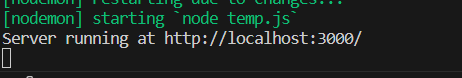 [nodemon] restarting due to changes...
[nodemon] starting `node temp.js`
Server running at http://localhost:3000/